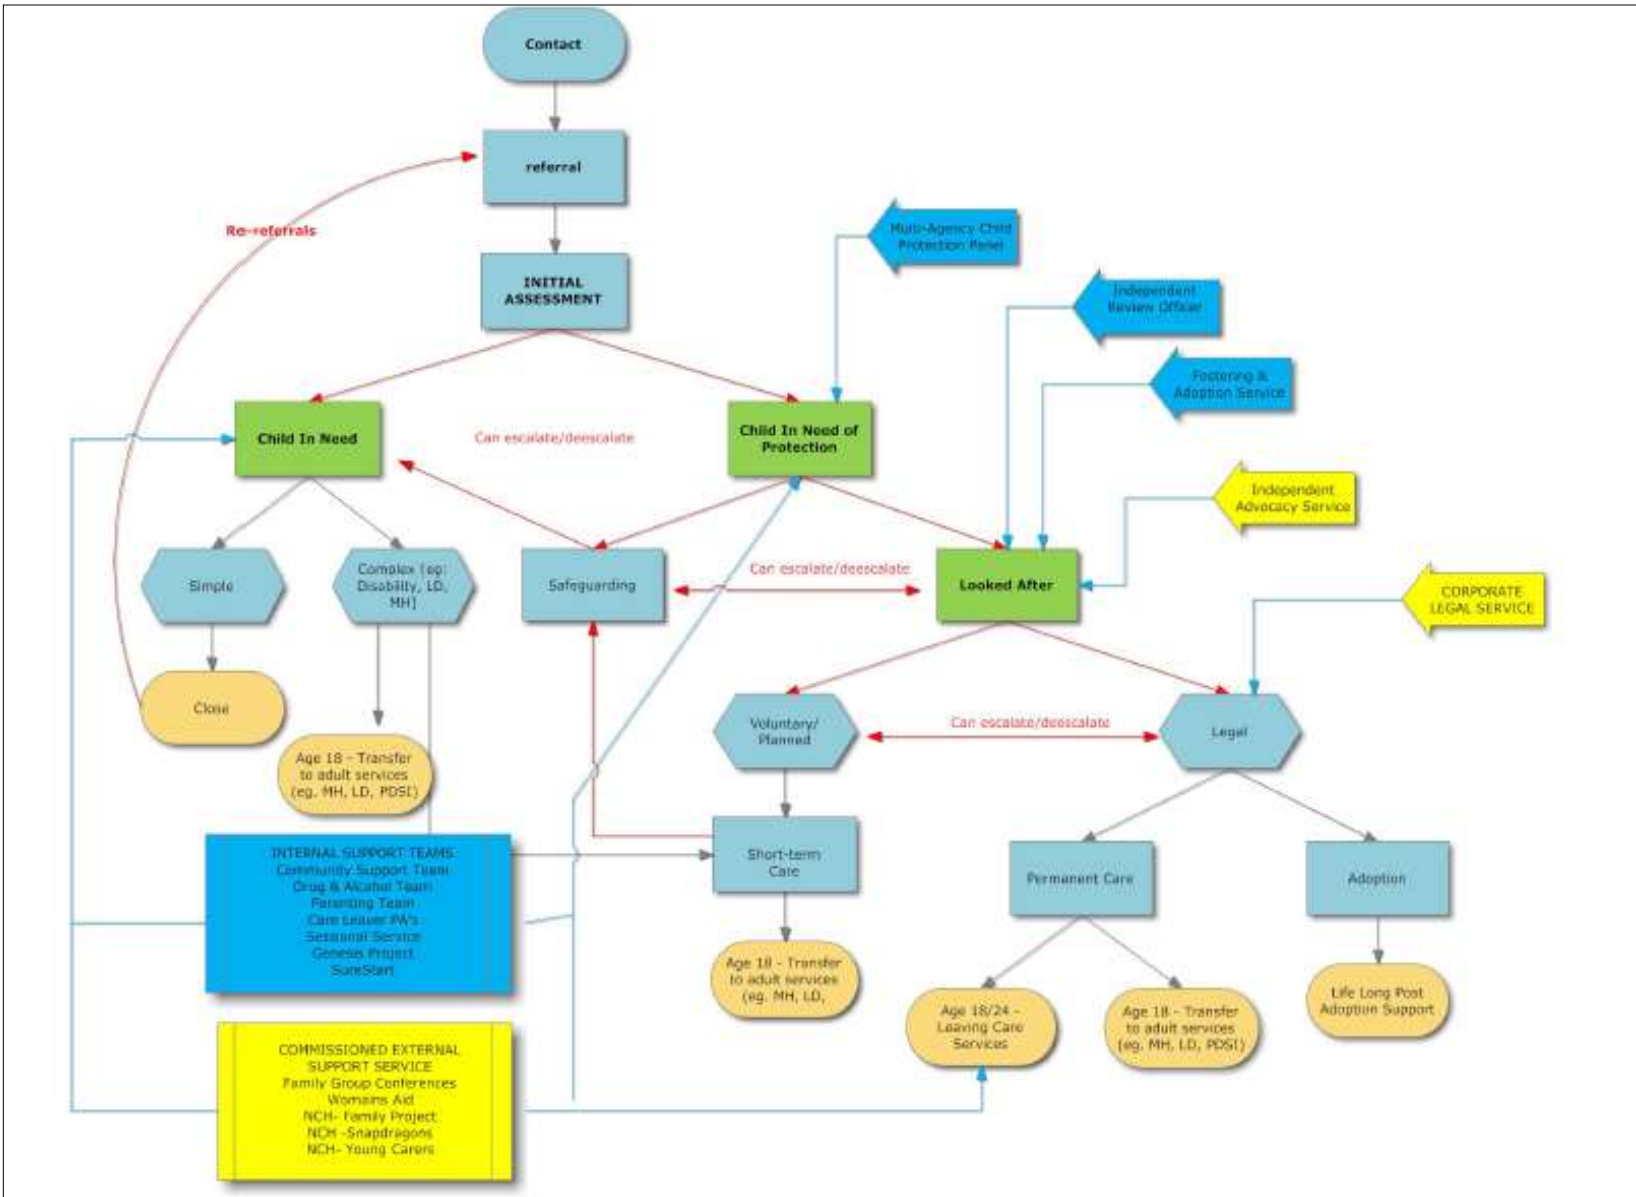 Contact
referral
Re-referrals
INITIAL
ASSESSMENT
Multi-Agency Child
Protection Panel
Independent
Review Officer
Fostering &
Adoption Service
Child In Need
Can escalate/deescalate
Child In Need of
Protection
Independent
Advocacy Service
Simple
Complex (eg:
Disability, LD,
MH)
Safeguarding
Can escalate/deescalate
Looked After
CORPORATE
LEGAL SERVICE
Close
Voluntary/
Planned
Can escalate/deescalate
Legal
Age 18 - Transfer
to adult services
(eg. MH, LD, PDSI)
INTERNAL SUPPORT TEAMS
Community Support Team
Drug & Alcohol Team
Parenting Team
Care Leaver PA's
Sessional Service
Genesis Project
SureStart
Short-term
Care
Permanent Care
Adoption
Age 18 - Transfer
to adult services
(eg. MH, LD,
Age 18/24 -
Leaving Care
Services
Age 18 - Transfer
to adult services
(eg. MH, LD, PDSI)
Life Long Post
Adoption Support
COMMISSIONED EXTERNAL
SUPPORT SERVICE
Family Group Conferences
Womains Aid
NCH- Family Project
NCH -Snapdragons
NCH- Young Carers